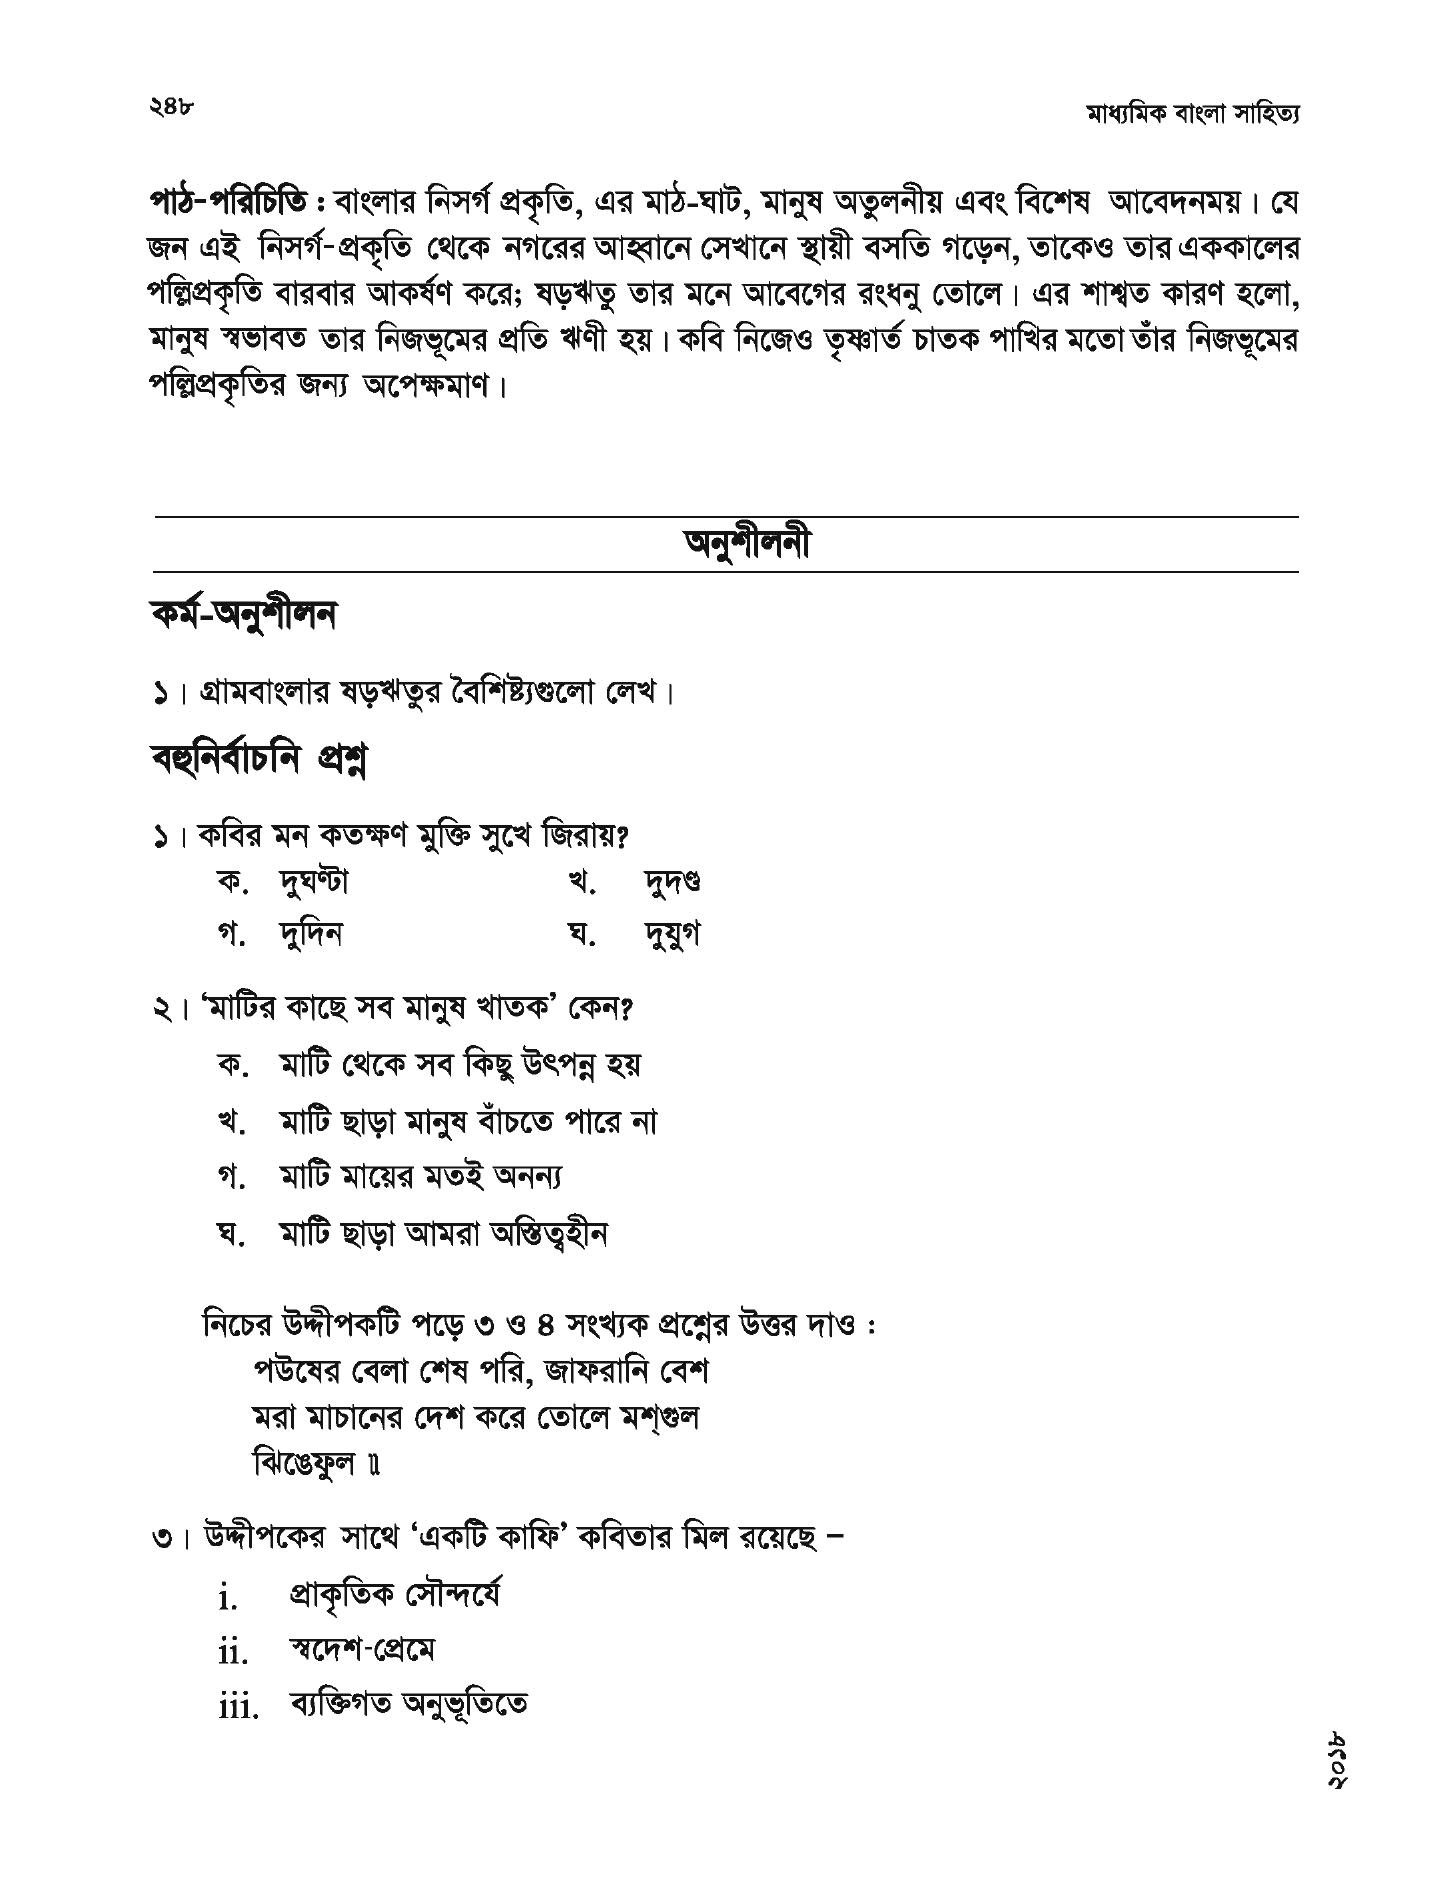 ২৪৮
মাধ্যমিক বাংলা সাহিত্য
পাঠ-পরিচিতি : বাংলার নিসর্গ প্রকৃতি, এর মাঠ-ঘাট, মানুষ অতুলনীয় এবং বিশেষ আবেদনময়। যে
জন এই নিসর্গ-প্রকৃতি থেকে নগরের আহ্বানে সেখানে স্থায়ী বসতি গড়েন, তাকেও তার এককালের
পল্লিপ্রকৃতি বারবার আকর্ষণ করে; ষড়ঋতু তার মনে আবেগের রংধনু তোলে। এর শাশ্বত কারণ হলো,
মানুষ স্বভাবত তার নিজভূমের প্রতি ঋণী হয়। কবি নিজেও তৃষ্ণার্ত চাতক পাখির মতো তাঁর নিজভূমের
পল্লিপ্রকৃতির জন্য অপেক্ষমাণ।
অনুশীলনী
কর্ম-অনুশীলন
১। গ্রামবাংলার ষড়ঋতুর বৈশিষ্ট্যগুলো লেখ।
বহুনির্বাচনি প্রশ্ন
১। কবির মন কতক্ষণ মুক্তি সুখে জিরায়?
ক. দুঘণ্টা খ. দুদণ্ড
গ. দুদিন ঘ. দুযুগ
২। ‘মাটির কাছে সব মানুষ খাতক’ কেন?
ক. মাটি থেকে সব কিছু উৎপন্ন হয়
খ. মাটি ছাড়া মানুষ বাঁচতে পারে না
গ. মাটি মায়ের মতই অনন্য
ঘ. মাটি ছাড়া আমরা অস্তিত্বহীন
নিচের উদ্দীপকটি পড়ে ৩ ও ৪ সংখ্যক প্রশ্নের উত্তর দাও :
পউষের বেলা শেষ পরি, জাফরানি বেশ
মরা মাচানের দেশ করে তোলে মশ্গুল
ঝিঙেফুল ॥
৩। উদ্দীপকের সাথে ‘একটি কাফি’ কবিতার মিল রয়েছে –
i. প্রাকৃতিক সৌন্দর্যে
ii. স্বদেশ-প্রেমে
iii. ব্যক্তিগত অনুভূতিতে
২০১৮